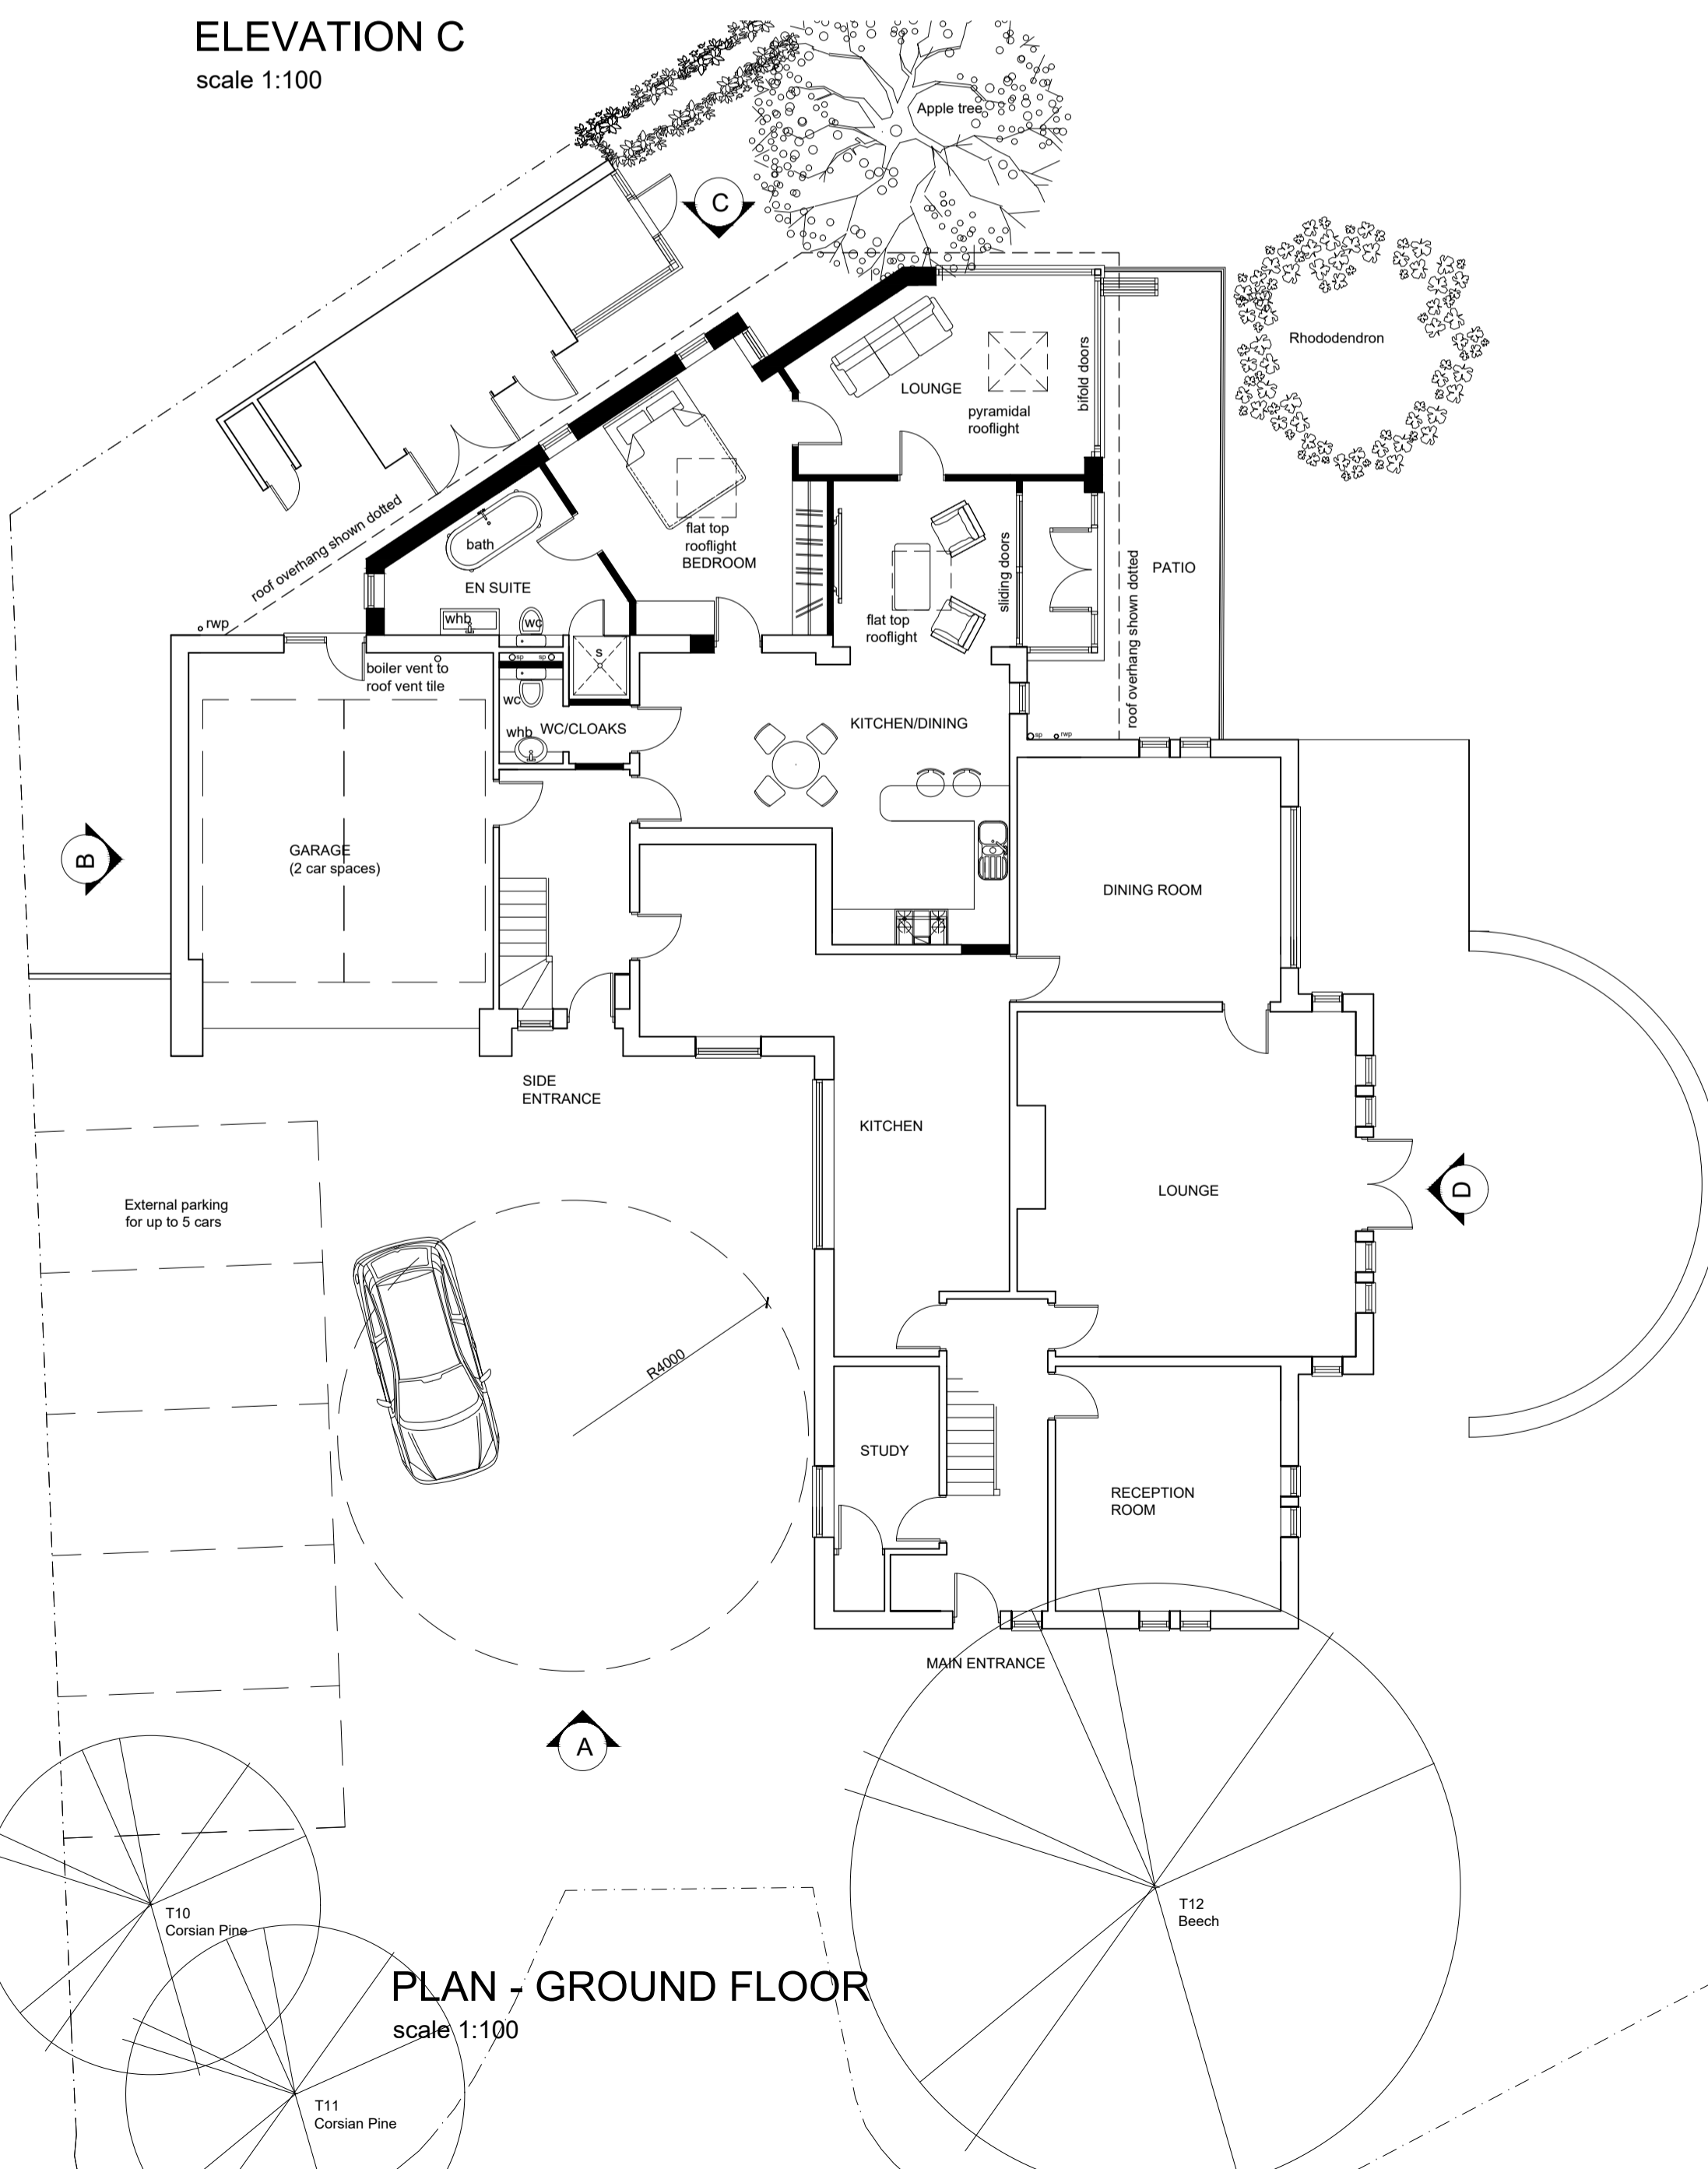 ELEVATION C
scale 1:100
Apple tree
C
Rhododendron
LOUNGE
pyramidal
rooflight
bifold doors
roof overhang shown dotted
flat top
rooflight
BEDROOM
bath
EN SUITE
whb
wc
sliding doors
flat top
rooflight
roof overhang shown dotted
PATIO
rwp
boiler vent to
roof vent tile
sp
sp
s
wc
whb
WC/CLOAKS
KITCHEN/DINING
sp
rwp
B
GARAGE
(2 car spaces)
DINING ROOM
SIDE
ENTRANCE
KITCHEN
External parking
for up to 5 cars
LOUNGE
D
R4000
STUDY
RECEPTION
ROOM
MAIN ENTRANCE
A
T10
Corsian Pine
T12
Beech
PLAN - GROUND FLOOR
scale 1:100
T11
Corsian Pine